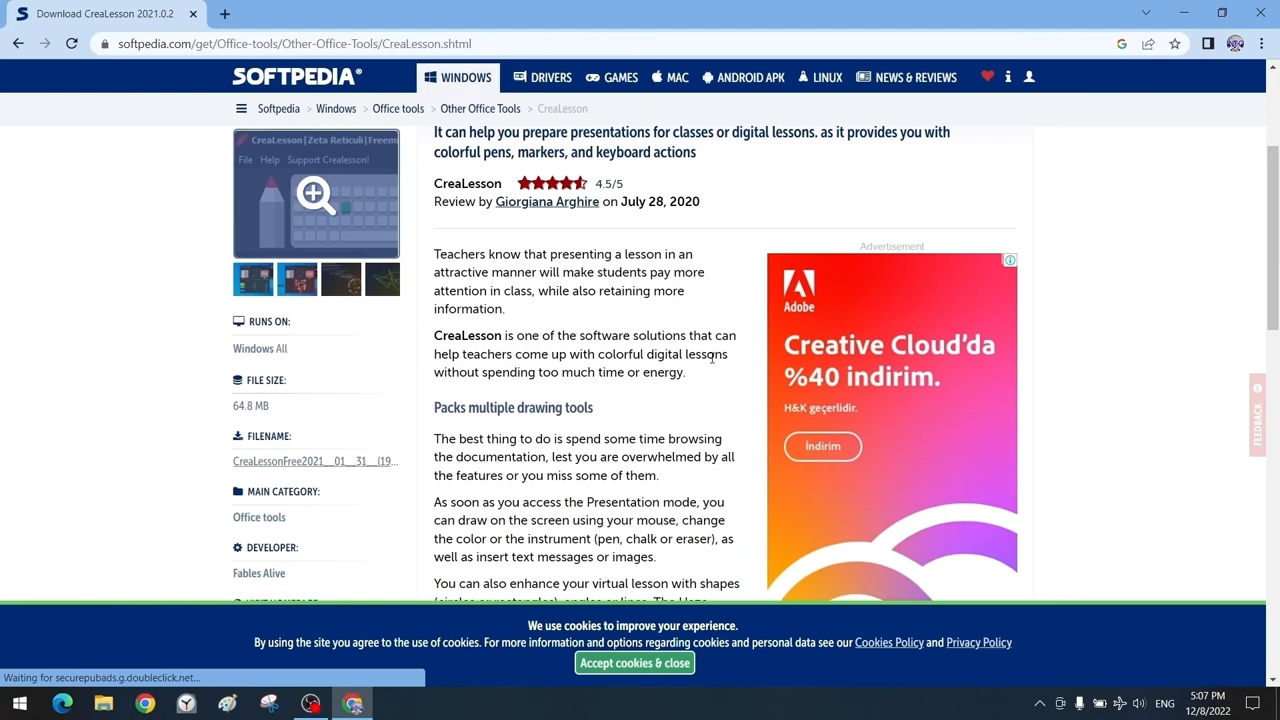 Download CreaLesson 2021.0.2
softpedia.com/get/Office-tools/Other-Office-Tools/CreaLesson.shtml
SOFTPEDIA®
WINDOWS
DRIVERS
GAMES
MAC
ANDROID APK
LINUX
NEWS & REVIEWS
Softpedia > Windows > Office tools > Other Office Tools > CreaLesson
CreaLesson|Zeta Reticuli|Freem
File Help Support Crealesson!
RUNS ON:
Windows All
FILE SIZE:
64.8 MB
FILENAME:
CreaLessonFree2021__01__31__(19...
MAIN CATEGORY:
Office tools
DEVELOPER:
Fables Alive
It can help you prepare presentations for classes or digital lessons. as it provides you with
colorful pens, markers, and keyboard actions
CreaLesson 4.5/5
Review by Giorgiana Arghire on July 28, 2020
Teachers know that presenting a lesson in an
attractive manner will make students pay more
attention in class, while also retaining more
information.
CreaLesson is one of the software solutions that can
help teachers come up with colorful digital lessons
without spending too much time or energy.
Packs multiple drawing tools
The best thing to do is spend some time browsing
the documentation, lest you are overwhelmed by all
the features or you miss some of them.
As soon as you access the Presentation mode, you
can draw on the screen using your mouse, change
the color or the instrument (pen, chalk or eraser), as
well as insert text messages or images.
You can also enhance your virtual lesson with shapes
Advertisement
Adobe
Creative Cloud'da
%40 indirim.
H&K geçerlidir.
İndirim
FEEDBACK
We use cookies to improve your experience.
By using the site you agree to the use of cookies. For more information and options regarding cookies and personal data see our Cookies Policy and Privacy Policy
Accept cookies & close
Waiting for securepubads.g.doubleclick.net...
ENG
5:07 PM
12/8/2022